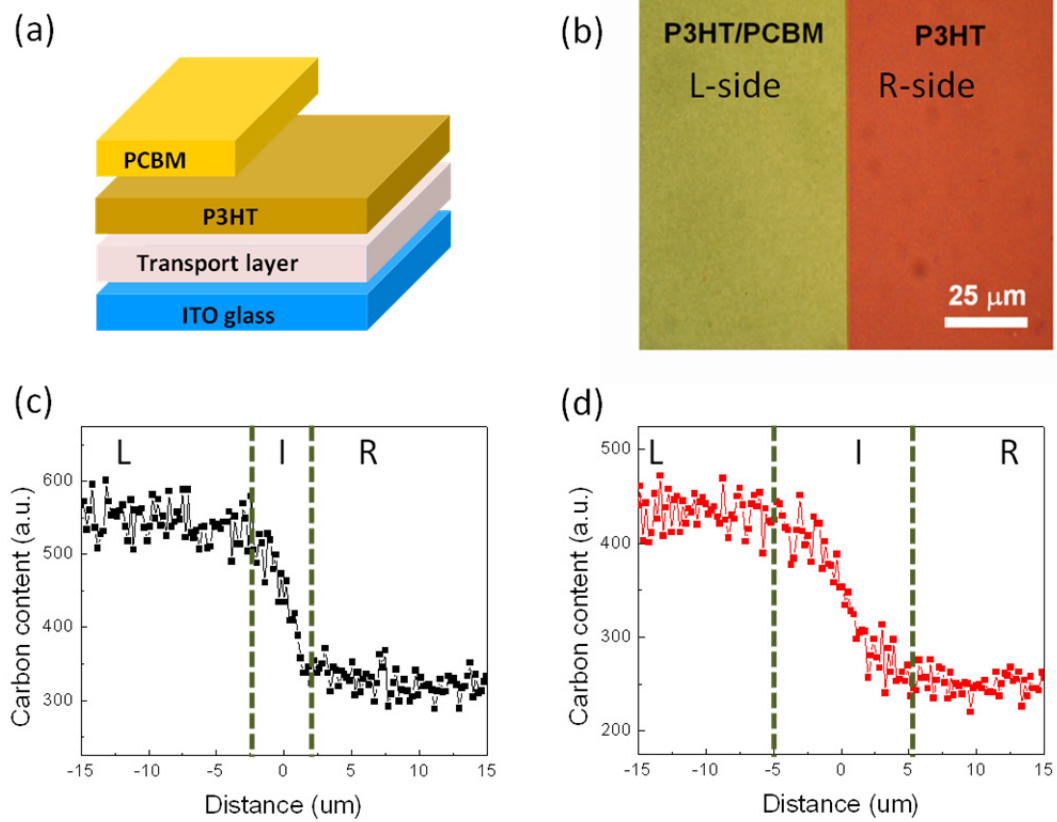 (a)
PCBM
P3HT
Transport layer
ITO glass
(b)
P3HT/PCBM
P3HT
L-side
R-side
25 μm
(c)
L
I
R
600
500
400
300
Carbon content (a.u.)
-15
-10
-5
0
5
10
15
Distance (um)
(d)
L
I
R
500
400
300
200
Carbon content (a.u.)
-15
-10
-5
0
5
10
15
Distance (um)